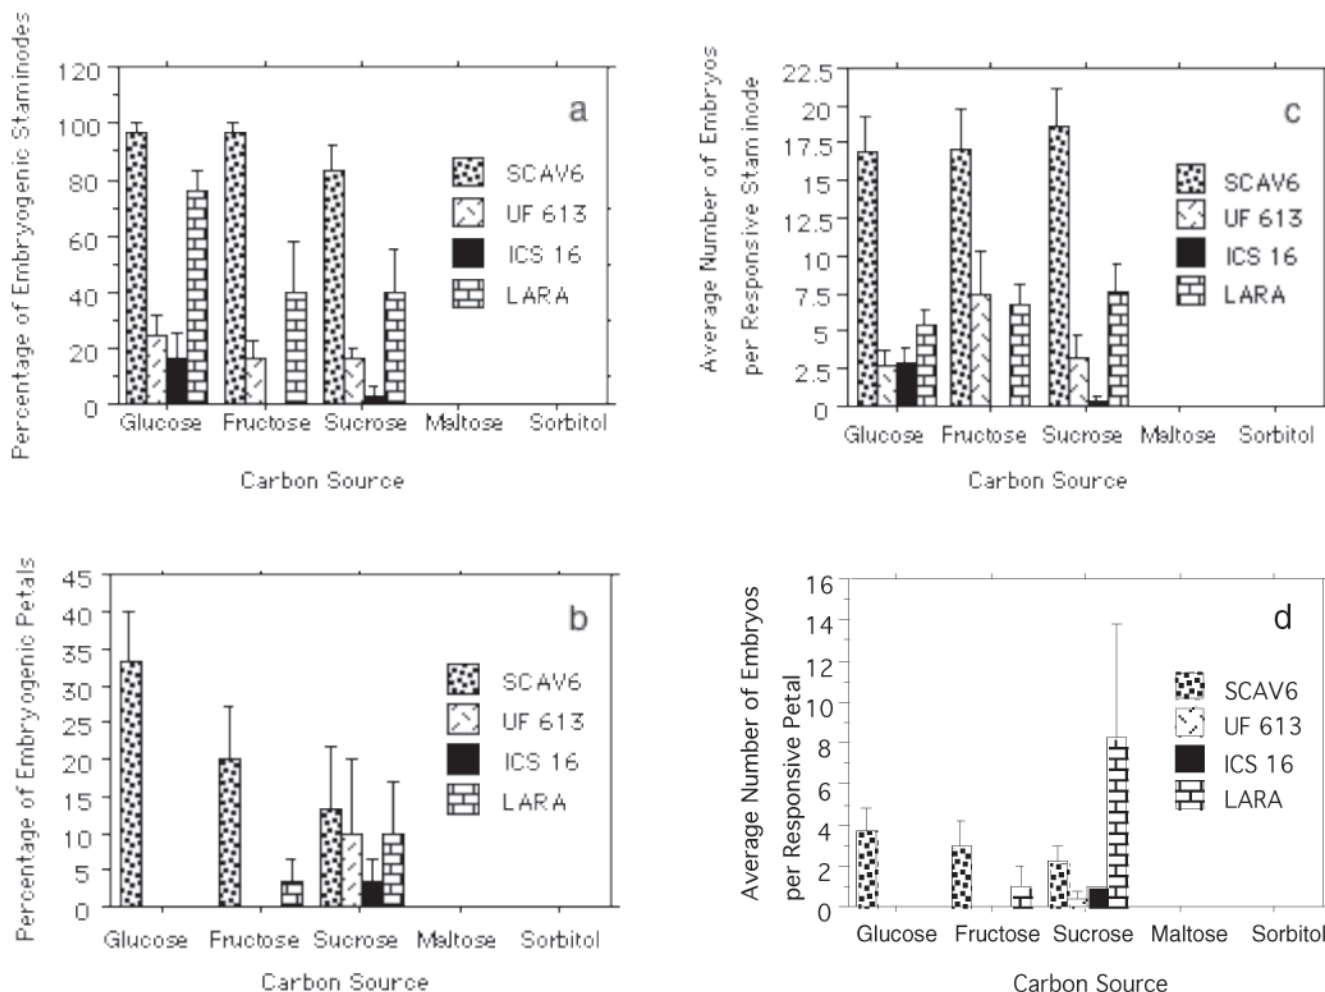 Percentage of Embryogenic Staminodes
120
100
80
60
40
20
0
a
SCAV6
UF 613
ICS 16
LARA
Glucose Fructose Sucrose Maltose Sorbitol
Carbon Source
Average Number of Embryos
per Responsive Staminode
22.5
20
17.5
15
12.5
10
7.5
5
2.5
0
c
SCAV6
UF 613
ICS 16
LARA
Glucose Fructose Sucrose Maltose Sorbitol
Carbon Source
Percentage of Embryogenic Petals
45
40
35
30
25
20
15
10
5
0
b
SCAV6
UF 613
ICS 16
LARA
Glucose Fructose Sucrose Maltose Sorbitol
Carbon Source
Average Number of Embryos
per Responsive Petal
16
14
12
10
8
6
4
2
0
d
SCAV6
UF 613
ICS 16
LARA
Glucose Fructose Sucrose Maltose Sorbitol
Carbon Source